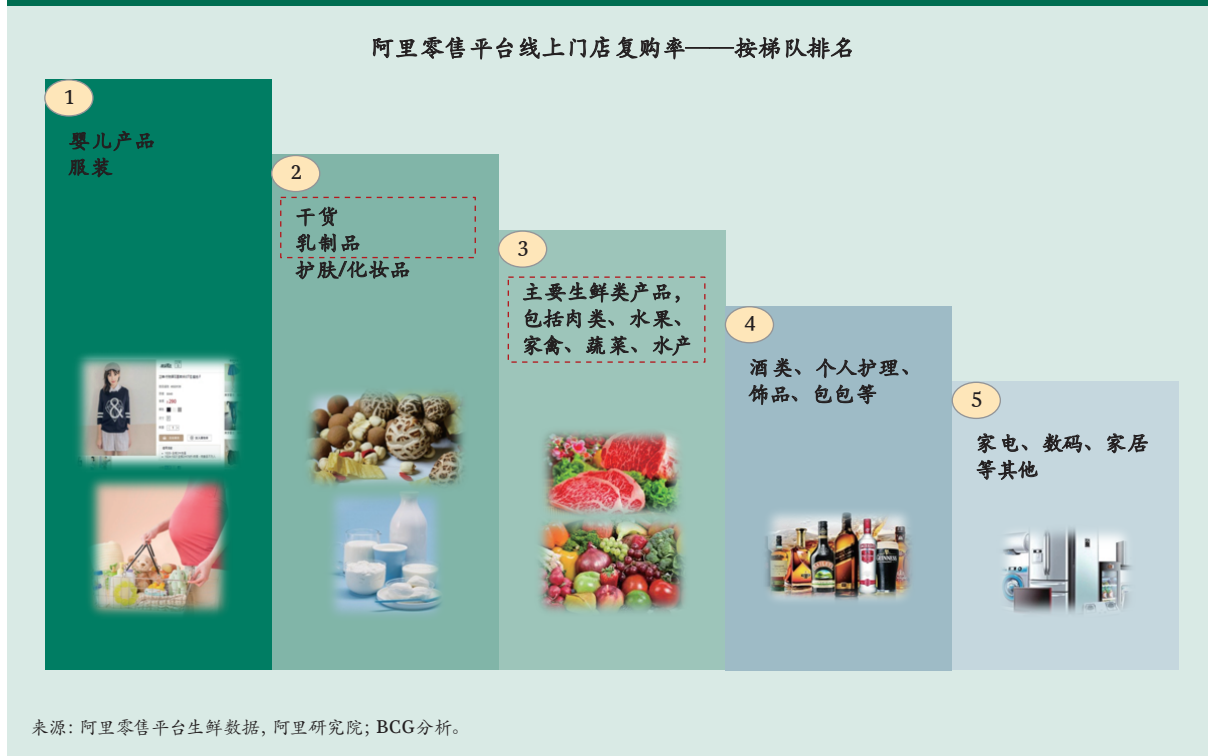 阿里零售平台线上门店复购率——按梯队排名
1
婴儿产品
服装
2
干货
乳制品
护肤/化妆品
3
主要生鲜类产品，
包括肉类、水果、
家禽、蔬菜、水产
4
酒类、个人护理、
饰品、包包等
5
家电、数码、家居
等其他
来源：阿里零售平台生鲜数据，阿里研究院；BCG分析。